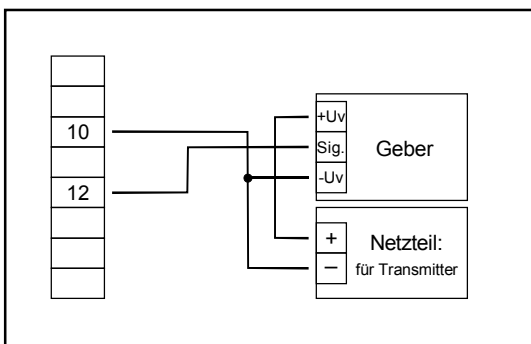 10
12
+Uv
Sig.
-Uv
Geber
+
−
Netzteil:
für Transmitter